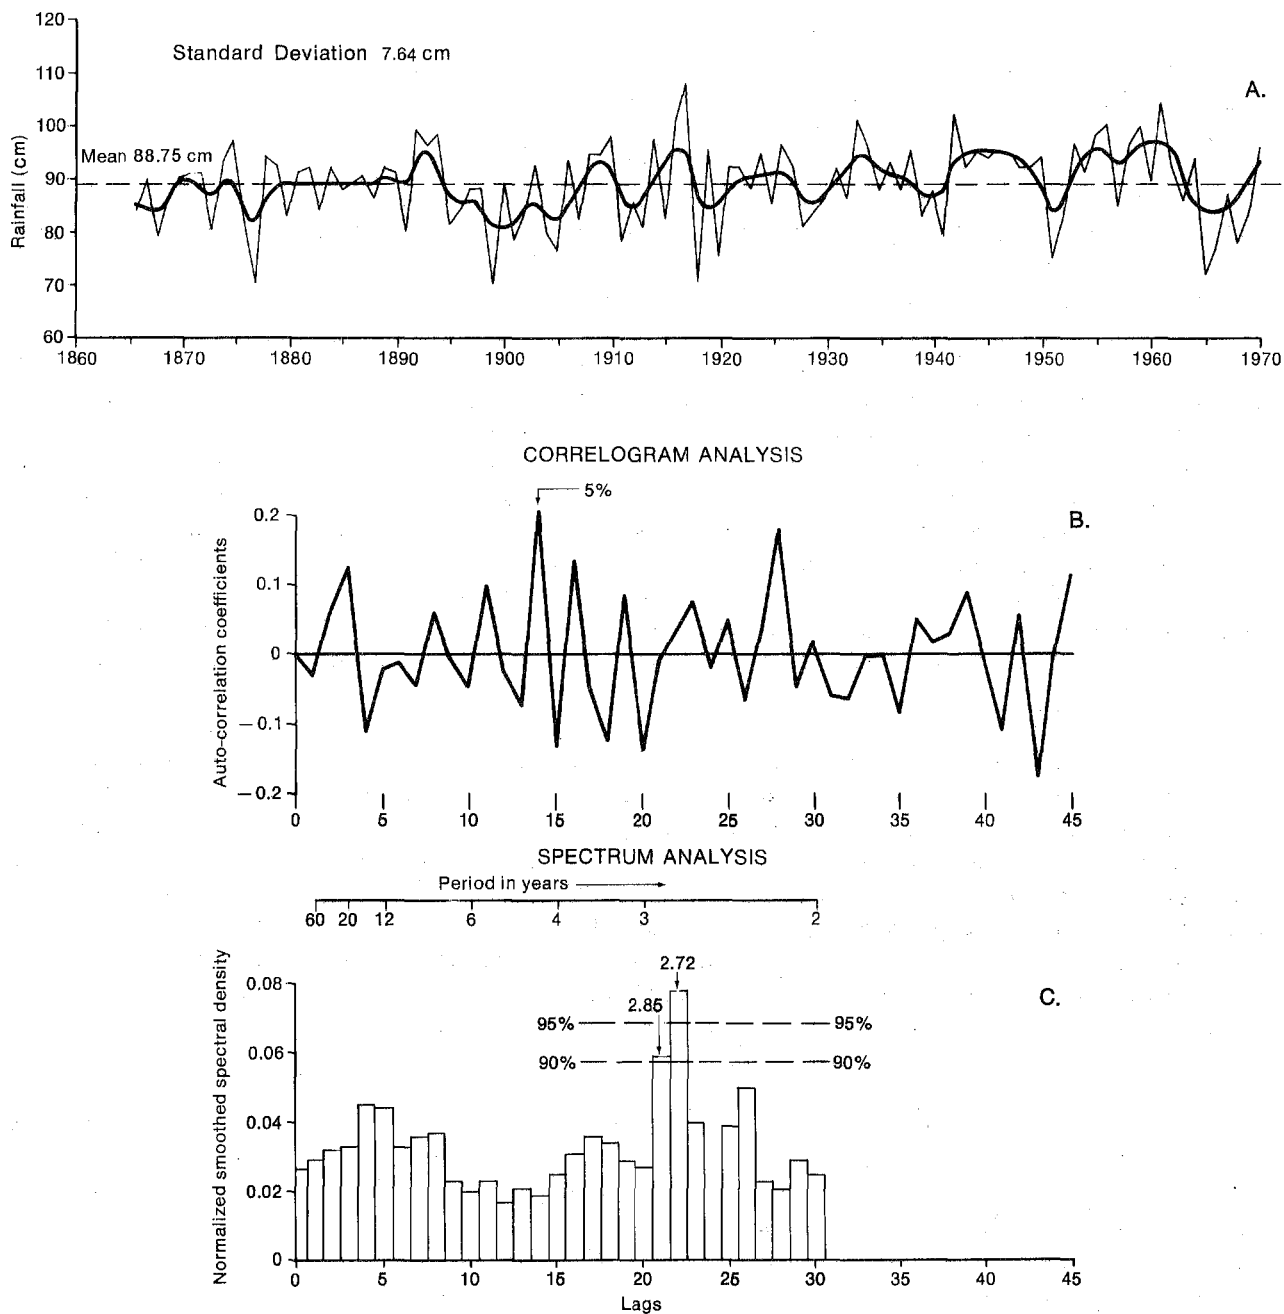 120
Standard Deviation 7.64 cm
110
A.
100
Mean 88.75 cm
90
80
70
60
Rainfall (cm)
1860 1870 1880 1890 1900 1910 1920 1930 1940 1950 1960 1970
CORRELOGRAM ANALYSIS
5%
0.2
B.
0.1
0
−0.1
−0.2
Auto-correlation coefficients
0 5 10 15 20 25 30 35 40 45
SPECTRUM ANALYSIS
Period in years
60 20 12 6 4 3 2
2.72
0.08
C.
2.85
95% 95%
0.06
90% 90%
0.04
0.02
0
Normalized smoothed spectral density
0 5 10 15 20 25 30 35 40 45
Lags